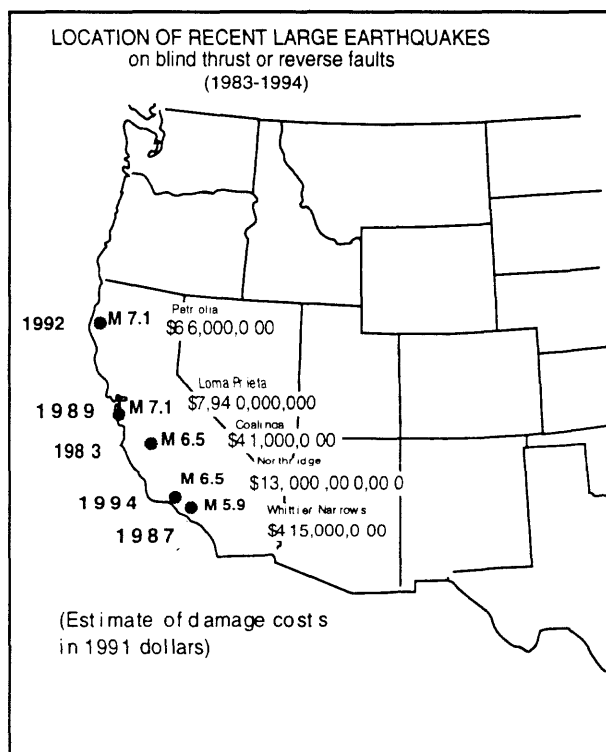 LOCATION OF RECENT LARGE EARTHQUAKES
on blind thrust or reverse faults
(1983-1994)
1992
M 7.1
Petrolia
$66,000,000
1989
M 7.1
Loma Prieta
$7,940,000,000
1983
M 6.5
Coalinga
$41,000,000
1994
M 6.5
Northridge
$13,000,000,000
1987
M 5.9
Whittier Narrows
$415,000,000
(Estimate of damage costs
in 1991 dollars)